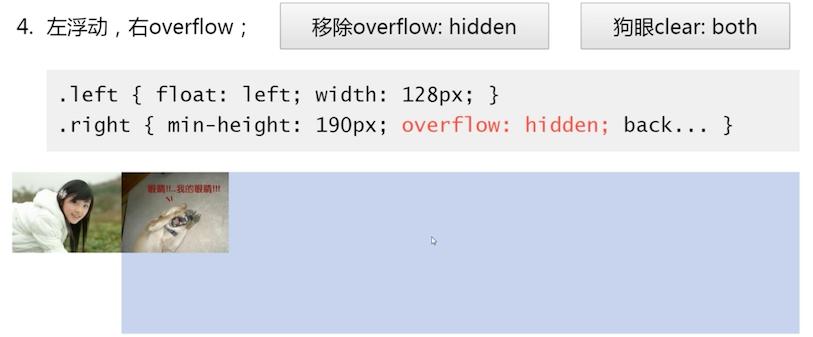 4. 左浮动，右overflow； 移除overflow: hidden 狗眼clear: both
.left { float: left; width: 128px; }
.right { min-height: 190px; overflow: hidden; back... }
眼睛!!..我的眼睛!!!